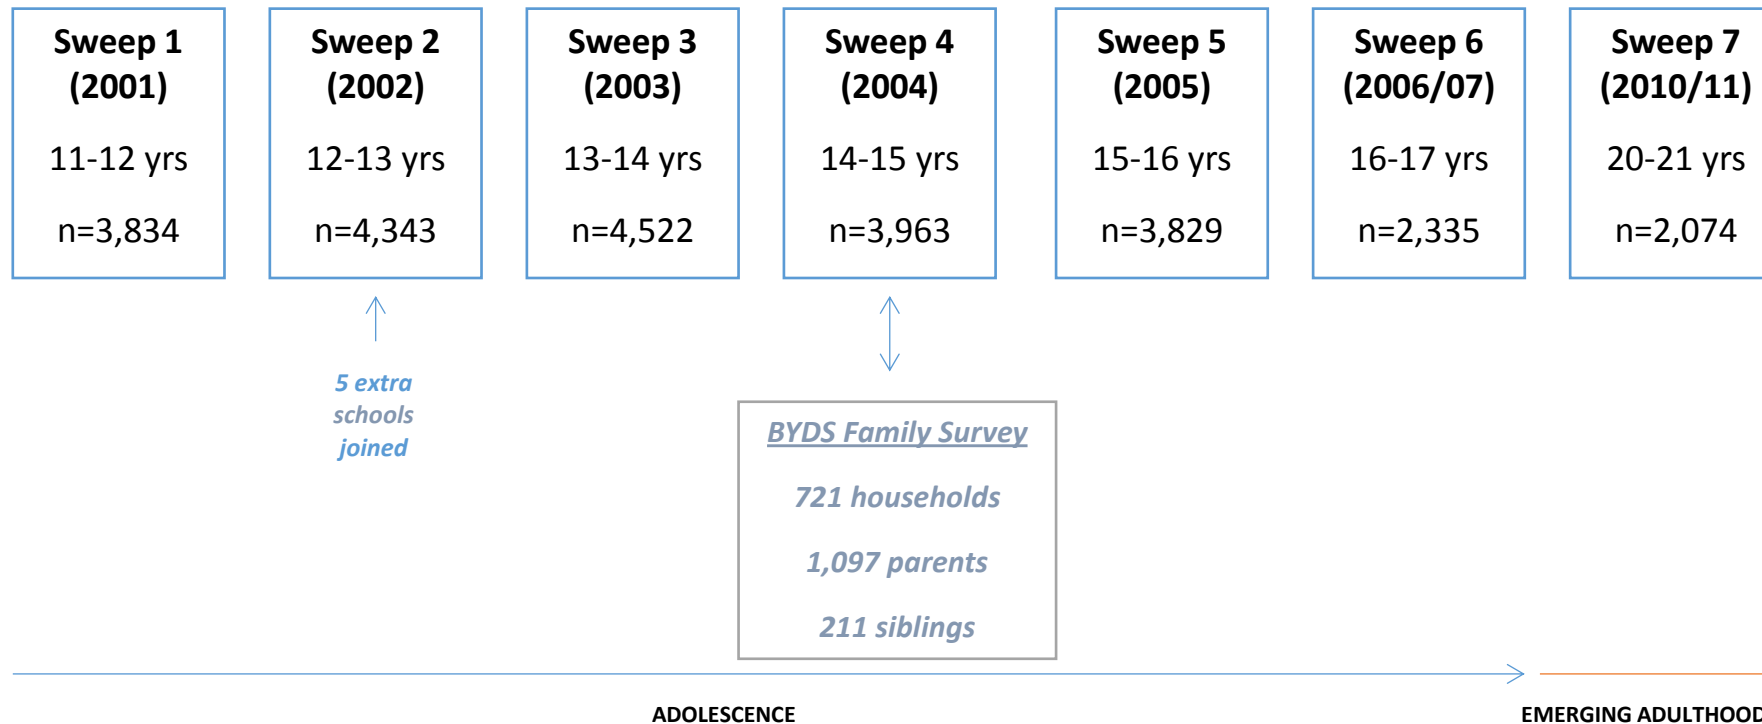 Sweep 1
(2001)
11-12 yrs
n=3,834
Sweep 2
(2002)
12-13 yrs
n=4,343
Sweep 3
(2003)
13-14 yrs
n=4,522
Sweep 4
(2004)
14-15 yrs
n=3,963
Sweep 5
(2005)
15-16 yrs
n=3,829
Sweep 6
(2006/07)
16-17 yrs
n=2,335
Sweep 7
(2010/11)
20-21 yrs
n=2,074
5 extra
schools
joined
BYDS Family Survey
721 households
1,097 parents
211 siblings
ADOLESCENCE
EMERGING ADULTHOOD